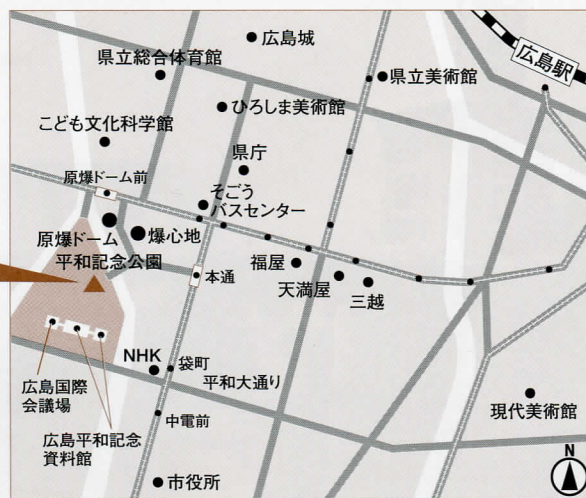 広島城
広島駅
県立総合体育館
県立美術館
ひろしま美術館
こども文化科学館
県庁
原爆ドーム前
そごう
バスセンター
原爆ドーム
爆心地
平和記念公園
本通
福屋
天満屋
三越
NHK
袋町
平和大通り
広島国際
会議場
現代美術館
中電前
広島平和記念
資料館
市役所
N